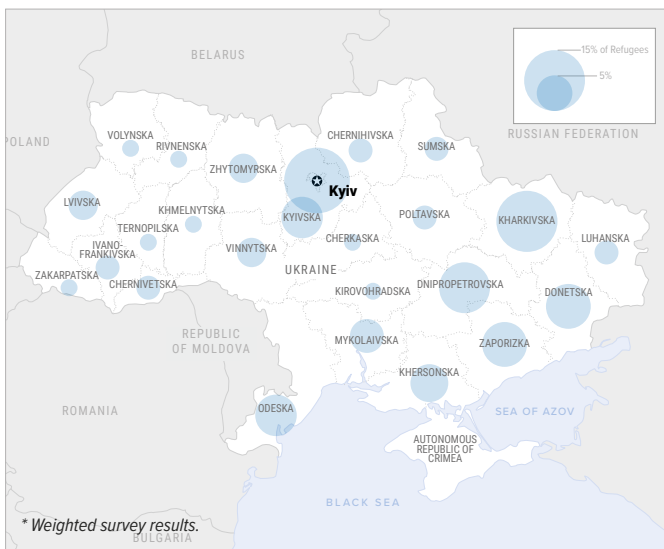 BELARUS
15% of Refugees
5%
RUSSIAN FEDERATION
POLAND
VOLYNSKA
RIVNENSKA
CHERNIHIVSKA
SUMSKA
ZHYTOMYRSKA
Kyiv
LVIVSKA
KHMELNYTSKA
KYIVSKA
POLTAVSKA
KHARKIVSKA
TERNOPILSKA
CHERKASKA
LUHANSKA
IVANO-
FRANKIVSKA
VINNYTSKA
UKRAINE
ZAKARPATSKA
CHERNIVETSKA
KIROVOHRADSKA
DNIPROPETROVSKA
DONETSKA
REPUBLIC
OF MOLDOVA
MYKOLAIVSKA
ZAPORIZKA
KHERSONSKA
ROMANIA
ODESKA
SEA OF AZOV
AUTONOMOUS
REPUBLIC OF
CRIMEA
BLACK SEA
* Weighted survey results.
BULGARIA